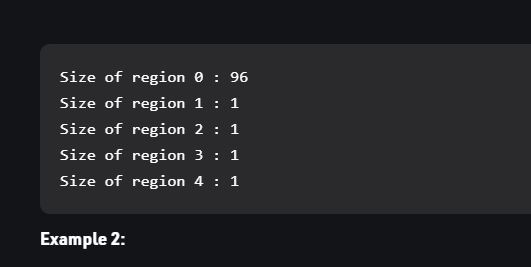 Size of region 0 : 96
Size of region 1 : 1
Size of region 2 : 1
Size of region 3 : 1
Size of region 4 : 1
Example 2: